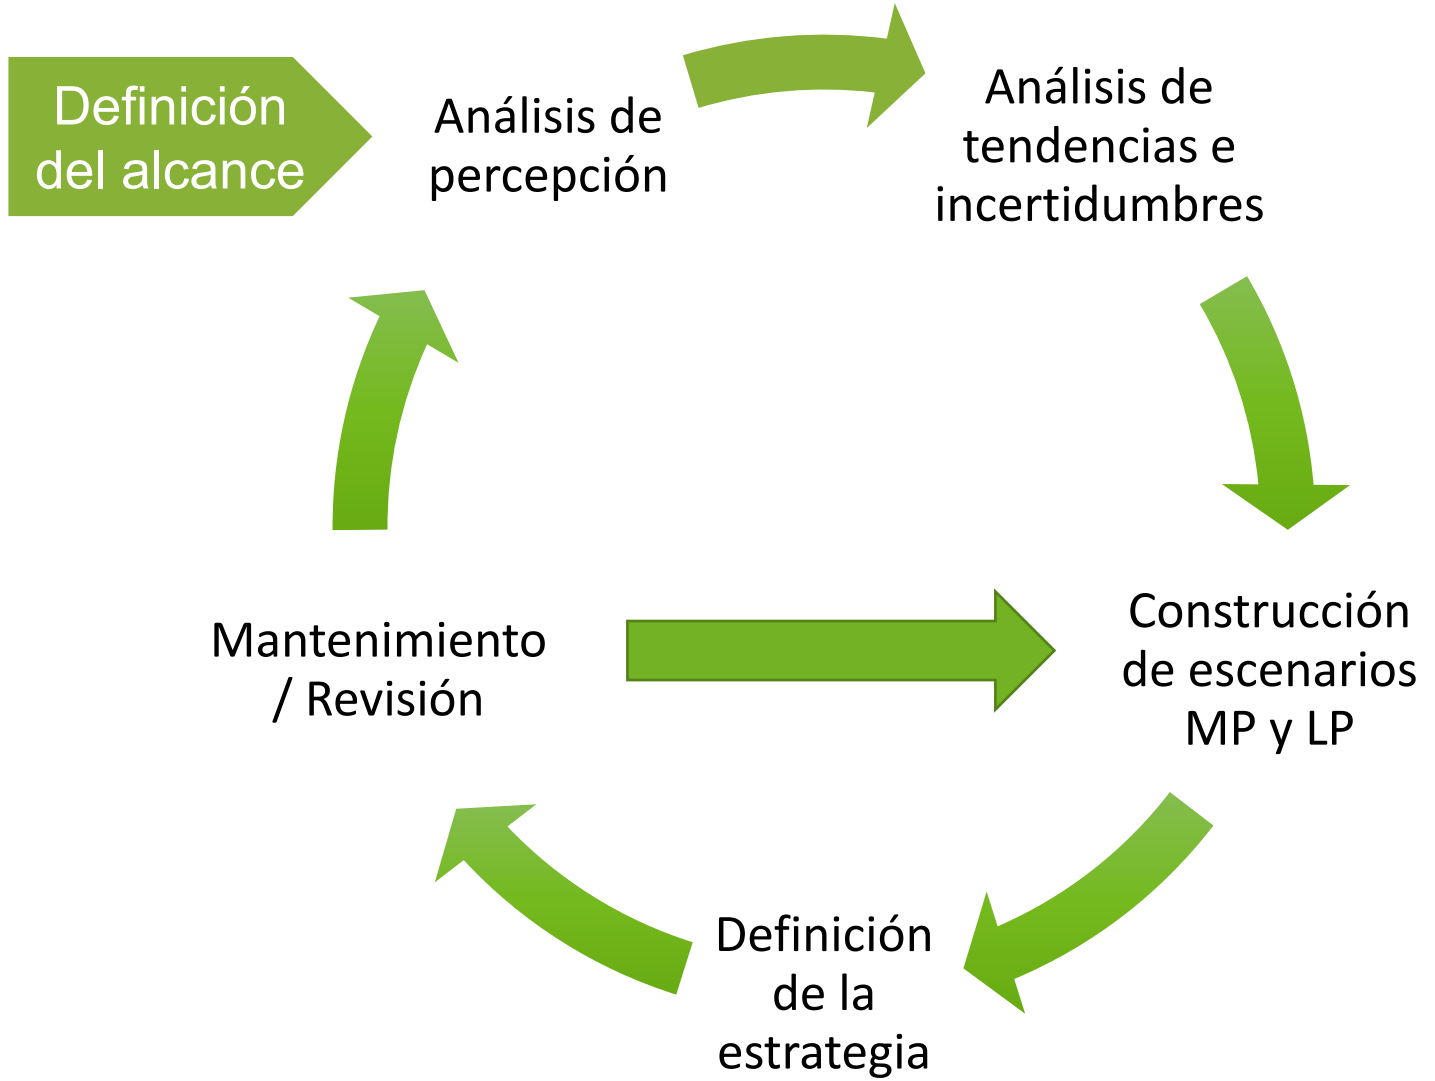 Definición
del alcance
Análisis de
percepción
Análisis de
tendencias e
incertidumbres
Construcción
de escenarios
MP y LP
Definición
de la
estrategia
Mantenimiento
/ Revisión